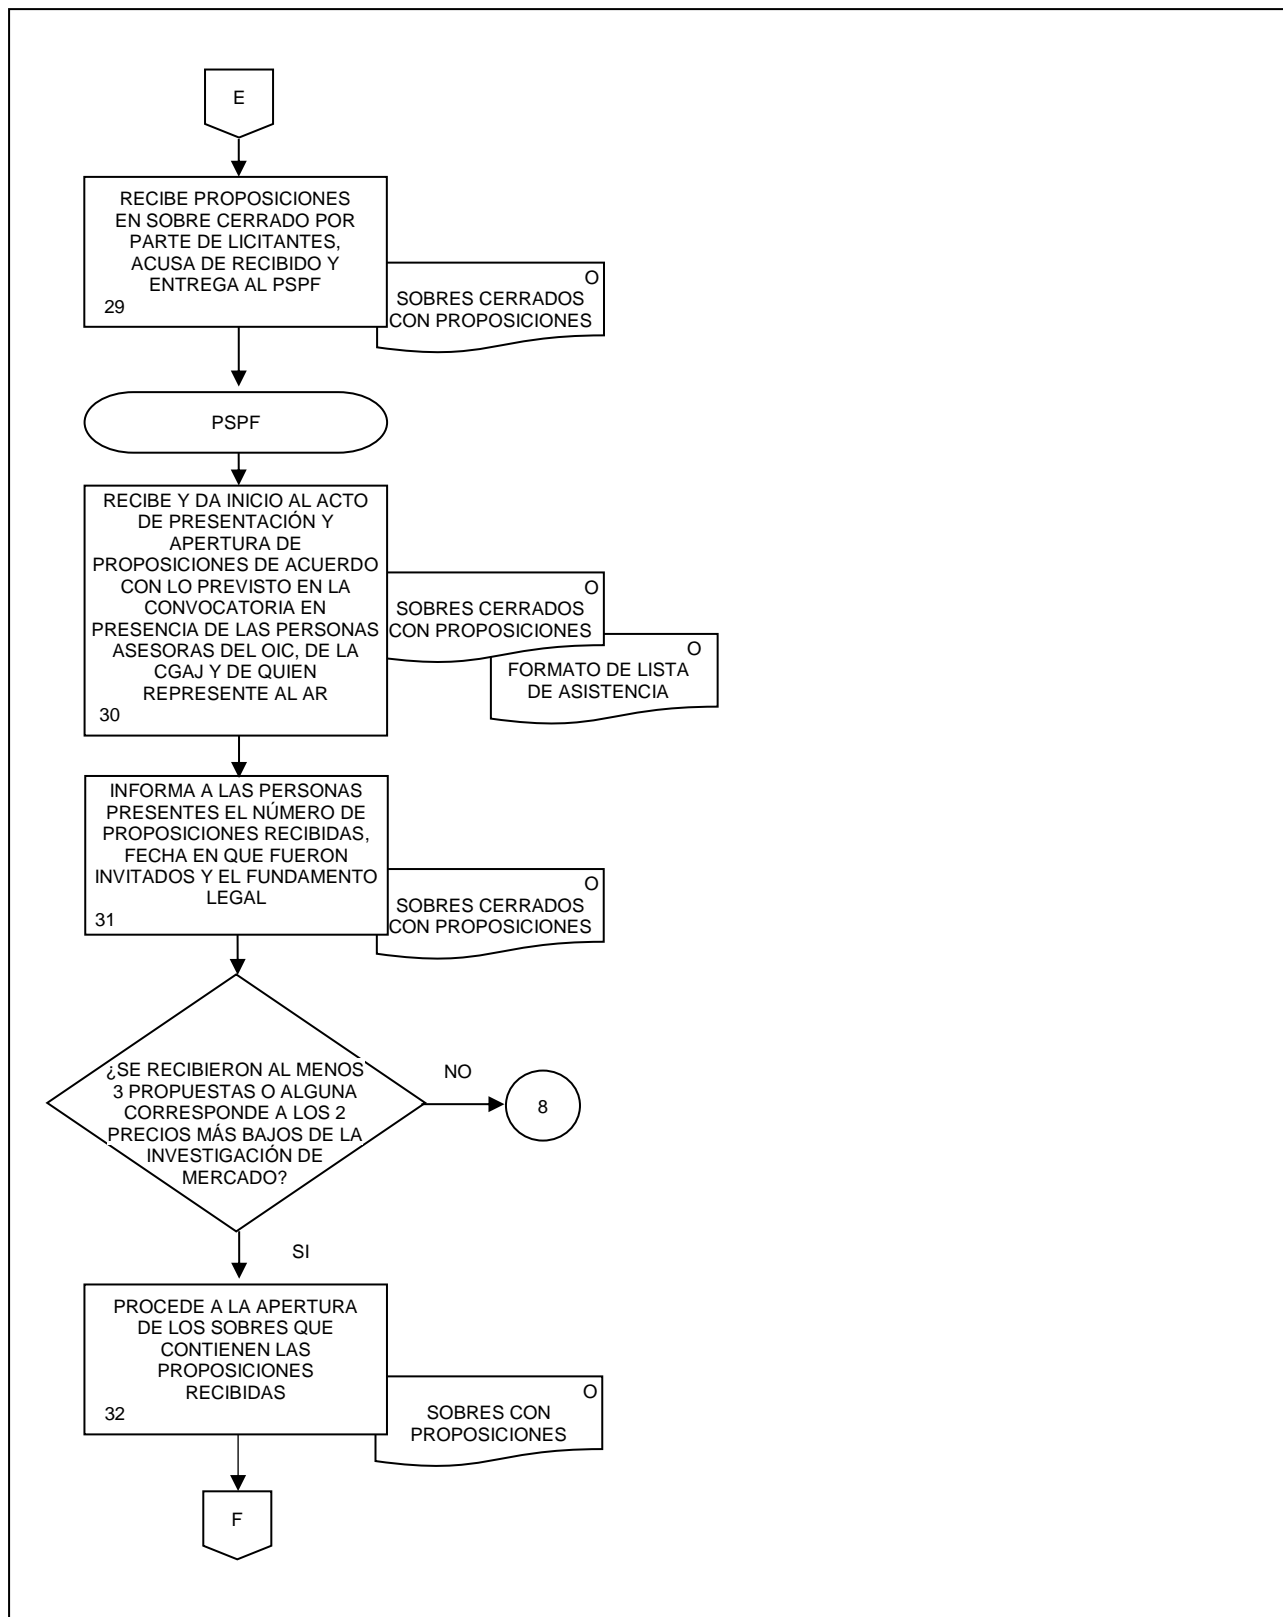 E
RECIBE PROPOSICIONES
EN SOBRE CERRADO POR
PARTE DE LICITANTES,
ACUSA DE RECIBIDO Y
ENTREGA AL PSPF
29
O
SOBRES CERRADOS
CON PROPOSICIONES
PSPF
RECIBE Y DA INICIO AL ACTO
DE PRESENTACIÓN Y
APERTURA DE
PROPOSICIONES DE ACUERDO
CON LO PREVISTO EN LA
CONVOCATORIA EN
PRESENCIA DE LAS PERSONAS
ASESORAS DEL OIC, DE LA
CGAJ Y DE QUIEN
REPRESENTE AL AR
30
O
SOBRES CERRADOS
CON PROPOSICIONES
O
FORMATO DE LISTA
DE ASISTENCIA
INFORMA A LAS PERSONAS
PRESENTES EL NÚMERO DE
PROPOSICIONES RECIBIDAS,
FECHA EN QUE FUERON
INVITADOS Y EL FUNDAMENTO
LEGAL
31
O
SOBRES CERRADOS
CON PROPOSICIONES
¿SE RECIBIERON AL MENOS
3 PROPUESTAS O ALGUNA
CORRESPONDE A LOS 2
PRECIOS MÁS BAJOS DE LA
INVESTIGACIÓN DE
MERCADO?
NO
8
SI
PROCEDE A LA APERTURA
DE LOS SOBRES QUE
CONTIENEN LAS
PROPOSICIONES
RECIBIDAS
32
O
SOBRES CON
PROPOSICIONES
F